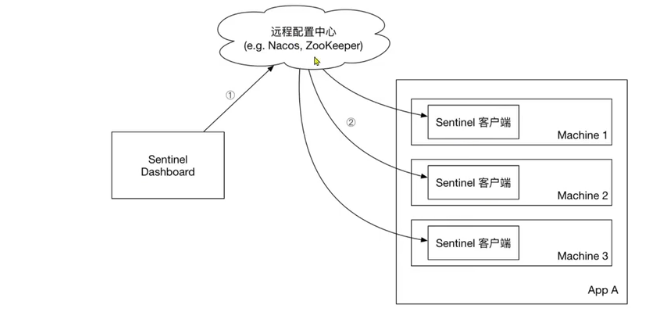 远程配置中心
(e.g. Nacos, ZooKeeper)
①
②
Sentinel
Dashboard
Sentinel 客户端
Machine 1
Sentinel 客户端
Machine 2
Sentinel 客户端
Machine 3
App A